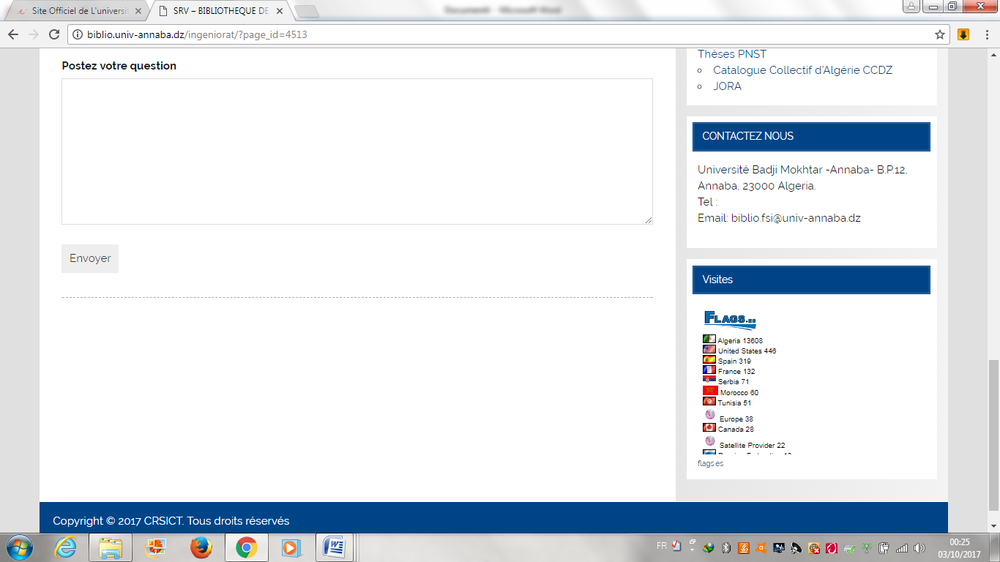 Document4 - Microsoft Word
Site Officiel de L'universit
SRV – BIBLIOTHEQUE DE
biblio.univ-annaba.dz/ingeniorat/?page_id=4513
Postez votre question
Envoyer
Thèses PNST
Catalogue Collectif d'Algérie CCDZ
JORA
CONTACTEZ NOUS
Université Badji Mokhtar -Annaba- B.P.12,
Annaba, 23000 Algeria.
Tel :
Email: biblio.fsi@univ-annaba.dz
Visites
FLAGS.ES
Algeria 13608
United States 446
Spain 319
France 132
Serbia 71
Morocco 60
Tunisia 51
Europe 38
Canada 28
Satellite Provider 22
flags.es
Copyright © 2017 CRSICT. Tous droits réservés
FR
00:25
03/10/2017